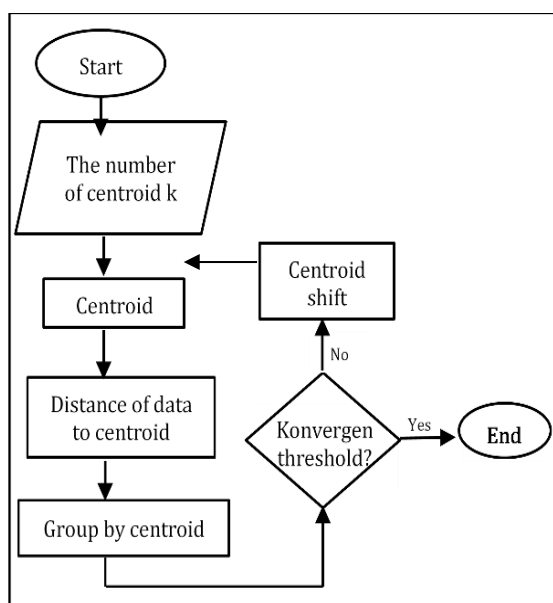 Start
The number
of centroid k
Centroid
Distance of data
to centroid
Group by centroid
Konvergen
threshold?
No
Centroid
shift
Yes
End